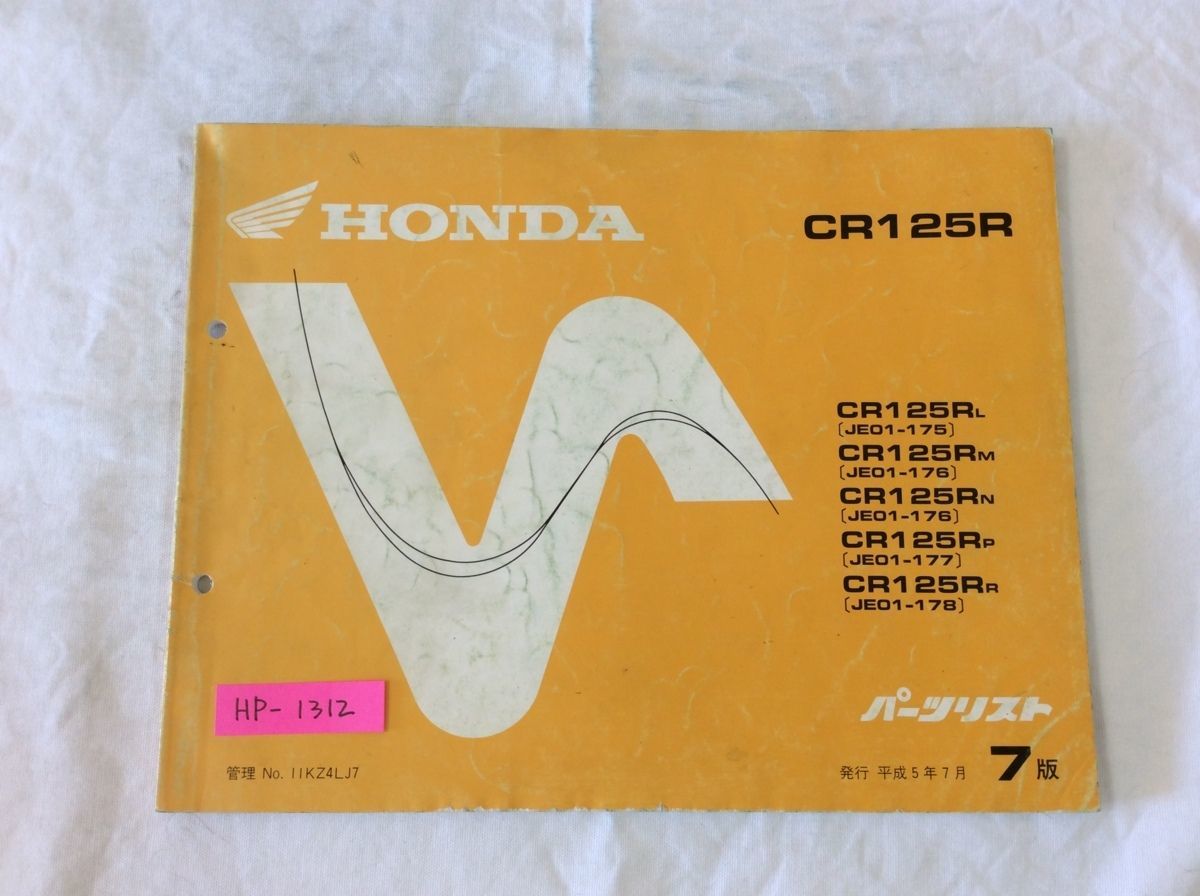 HONDA
CR125R
CR125RL
〔JE01-175〕
CR125RM
〔JE01-176〕
CR125RN
〔JE01-176〕
CR125RP
〔JE01-177〕
CR125RR
〔JE01-178〕
HP-1312
パーツリスト
管理 No. 11KZ4LJ7
発行 平成5年7月 7版